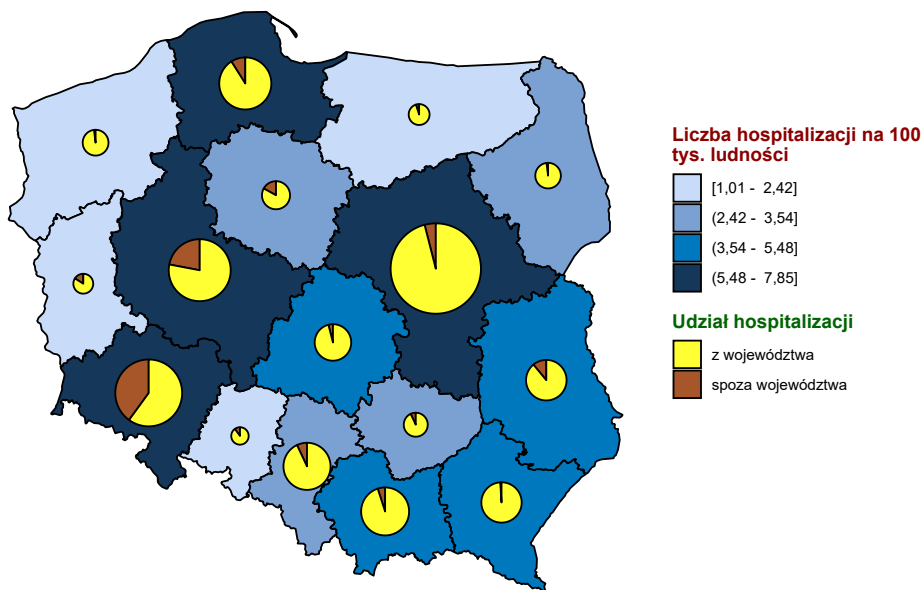 Liczba hospitalizacji na 100
tys. ludności
[1,01 - 2,42]
(2,42 - 3,54]
(3,54 - 5,48]
(5,48 - 7,85]
Udział hospitalizacji
z województwa
spoza województwa